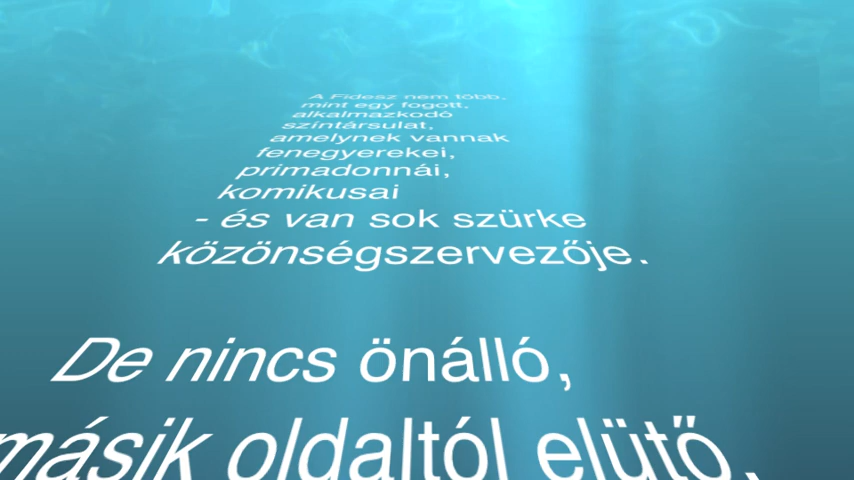 A Fidesz nem több,
mint egy fogott,
alkalmazkodó
színtársulat,
amelynek vannak
fenegyerekei,
primadonnái,
komikusai
- és van sok szürke
közönségszervezője.
De nincs önálló,
másik oldaltól elütő,